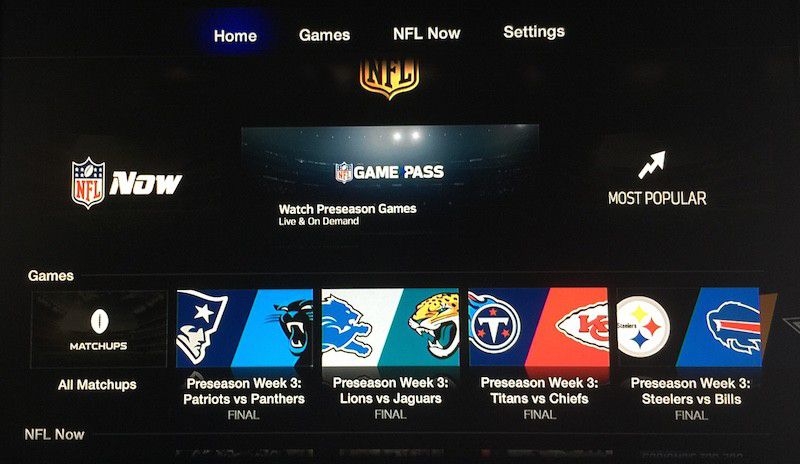 Home Games NFL Now Settings
NFL
NFL NOW
NFL GAME PASS
Watch Preseason Games
Live & On Demand
MOST POPULAR
Games
MATCHUPS
All Matchups
Preseason Week 3:
Patriots vs Panthers
FINAL
Preseason Week 3:
Lions vs Jaguars
FINAL
T
Preseason Week 3:
Titans vs Chiefs
FINAL
KC
Steelers
Preseason Week 3:
Steelers vs Bills
FINAL
NFL Now